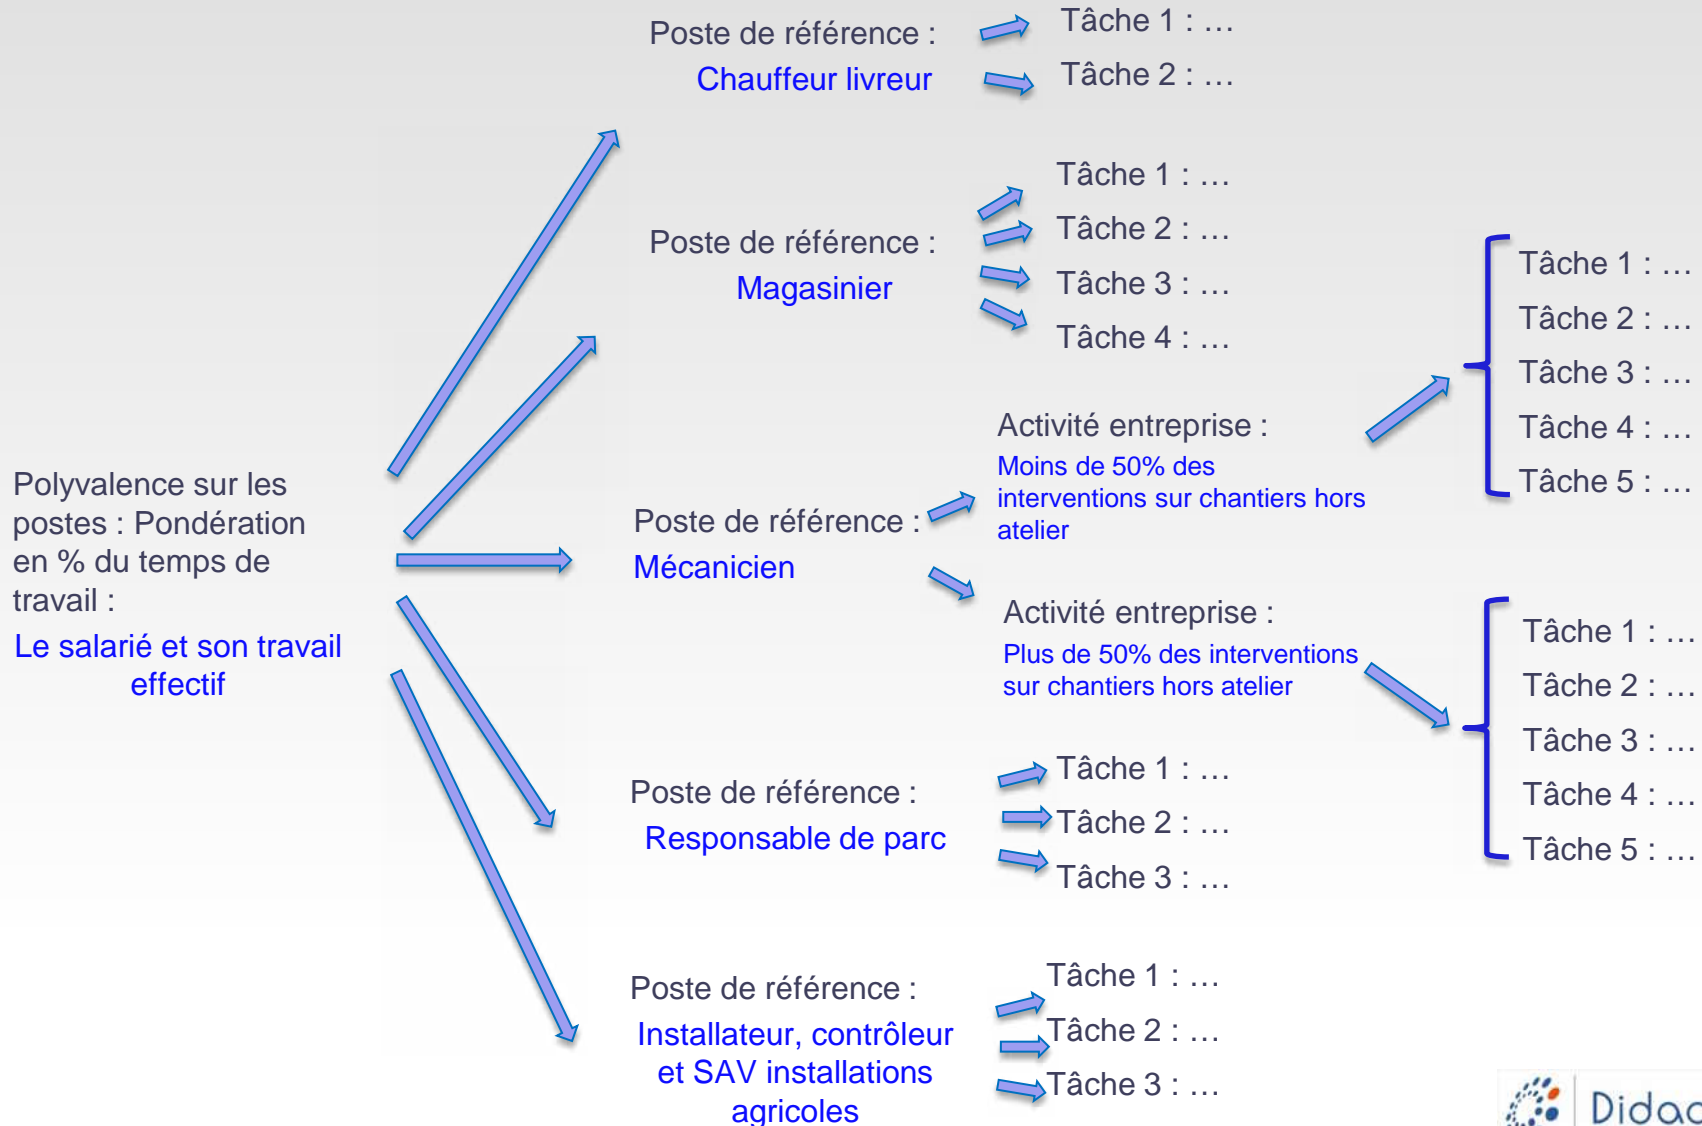 Polyvalence sur les
postes : Pondération
en % du temps de
travail :
Le salarié et son travail
effectif
Poste de référence :
Chauffeur livreur
Tâche 1 : …
Tâche 2 : …
Poste de référence :
Magasinier
Tâche 1 : …
Tâche 2 : …
Tâche 3 : …
Tâche 4 : …
Poste de référence :
Mécanicien
Activité entreprise :
Moins de 50% des
interventions sur chantiers hors
atelier
Tâche 1 : …
Tâche 2 : …
Tâche 3 : …
Tâche 4 : …
Tâche 5 : …
Activité entreprise :
Plus de 50% des interventions
sur chantiers hors atelier
Tâche 1 : …
Tâche 2 : …
Tâche 3 : …
Tâche 4 : …
Tâche 5 : …
Poste de référence :
Responsable de parc
Tâche 1 : …
Tâche 2 : …
Tâche 3 : …
Poste de référence :
Installateur, contrôleur
et SAV installations
agricoles
Tâche 1 : …
Tâche 2 : …
Tâche 3 : …